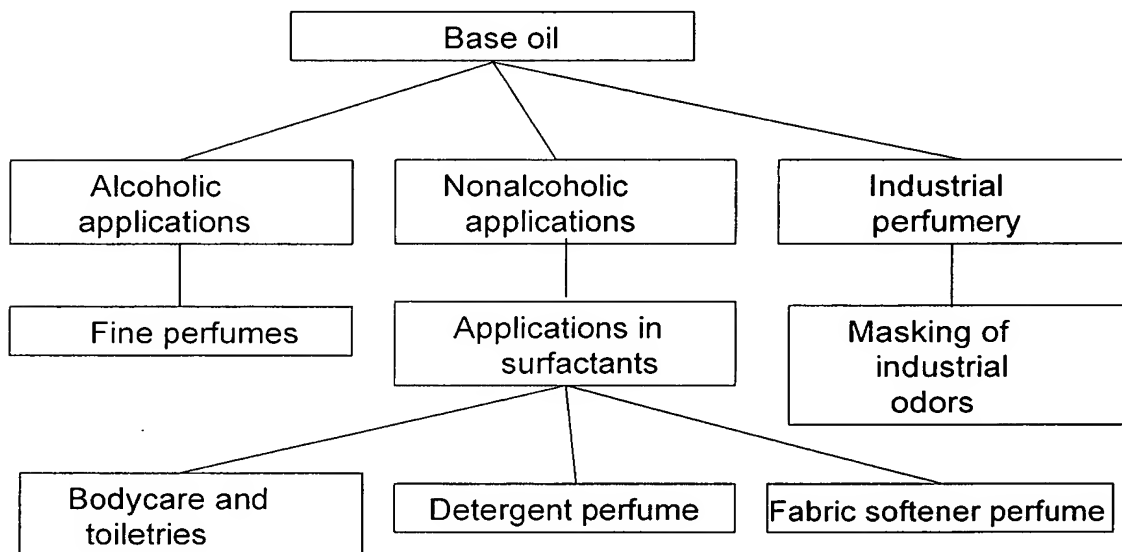 Base oil
Alcoholic
applications
Nonalcoholic
applications
Industrial
perfumery
Fine perfumes
Applications in
surfactants
Masking of
industrial
odors
Bodycare and
toiletries
Detergent perfume
Fabric softener perfume